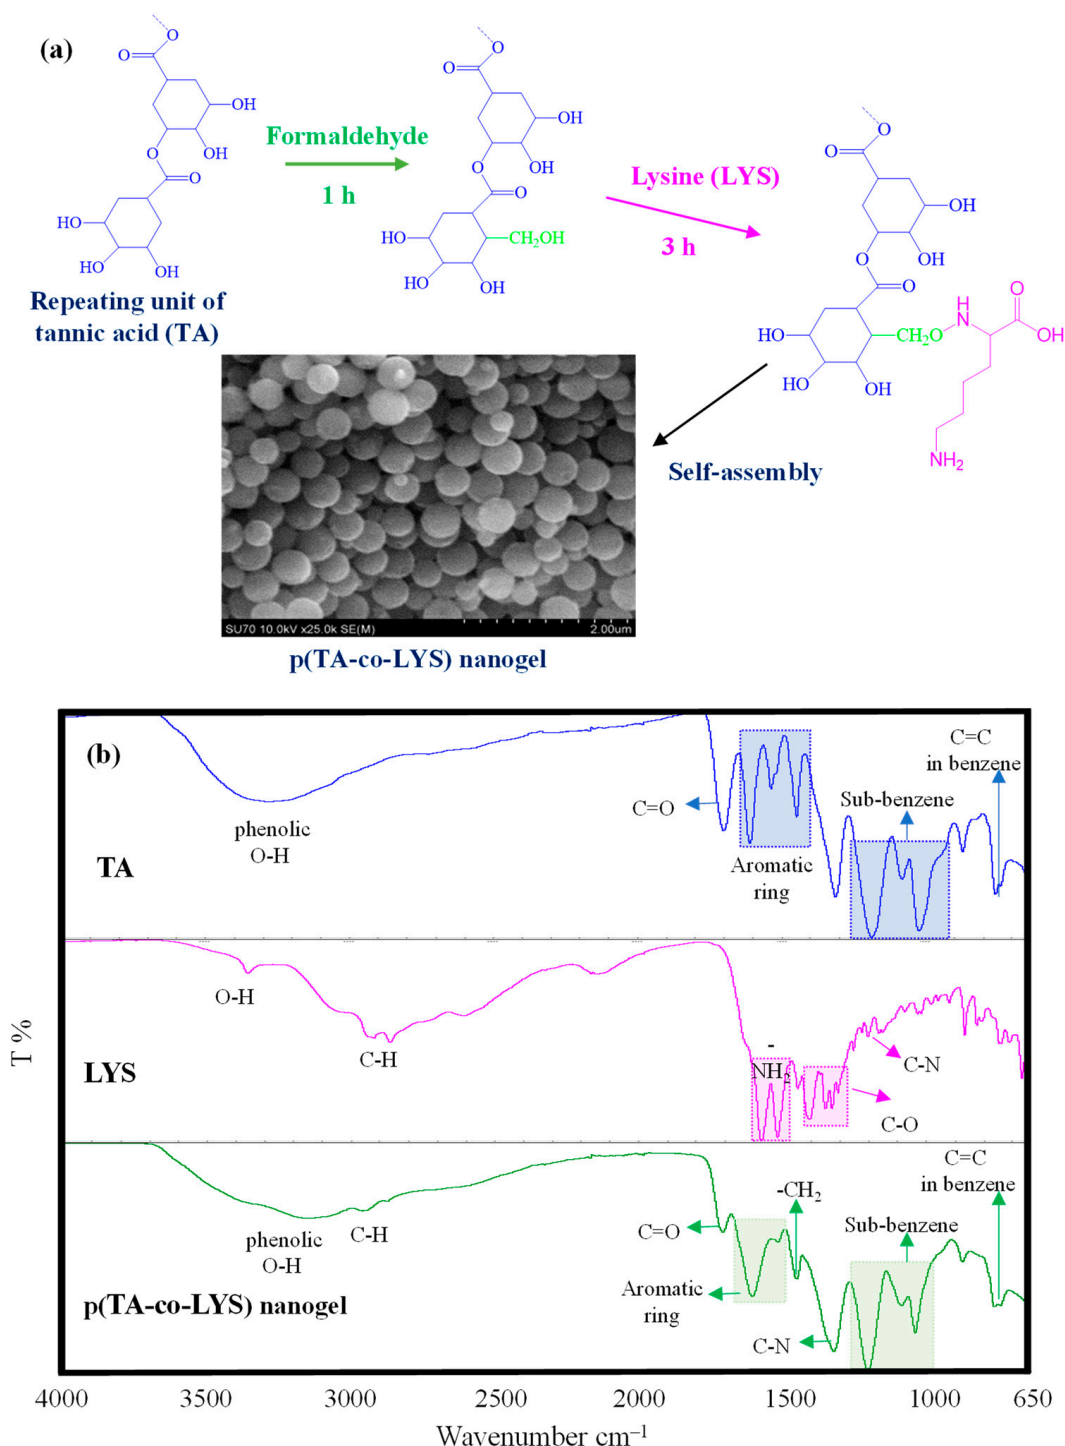 (a)
O
O
OH
O
OH
O
HO
HO
OH
Repeating unit of
tannic acid (TA)
Formaldehyde
1 h
O
O
OH
O
OH
O
HO
CH2OH
HO
OH
Lysine (LYS)
3 h
O
O
OH
O
OH
O
HO
CH2O
HO
OH
H
N
O
OH
NH2
Self-assembly
SU70 10.0kV x25.0k SE(M)
2.00um
p(TA-co-LYS) nanogel
(b)
TA
phenolic
O-H
C=O
Aromatic
ring
Sub-benzene
C=C
in benzene
LYS
O-H
C-H
-
NH2
C-N
C-O
p(TA-co-LYS) nanogel
phenolic
O-H
C-H
C=O
Aromatic
ring
-CH2
C-N
Sub-benzene
C=C
in benzene
T %
4000 3500 3000 2500 2000 1500 1000 650
Wavenumber cm−1